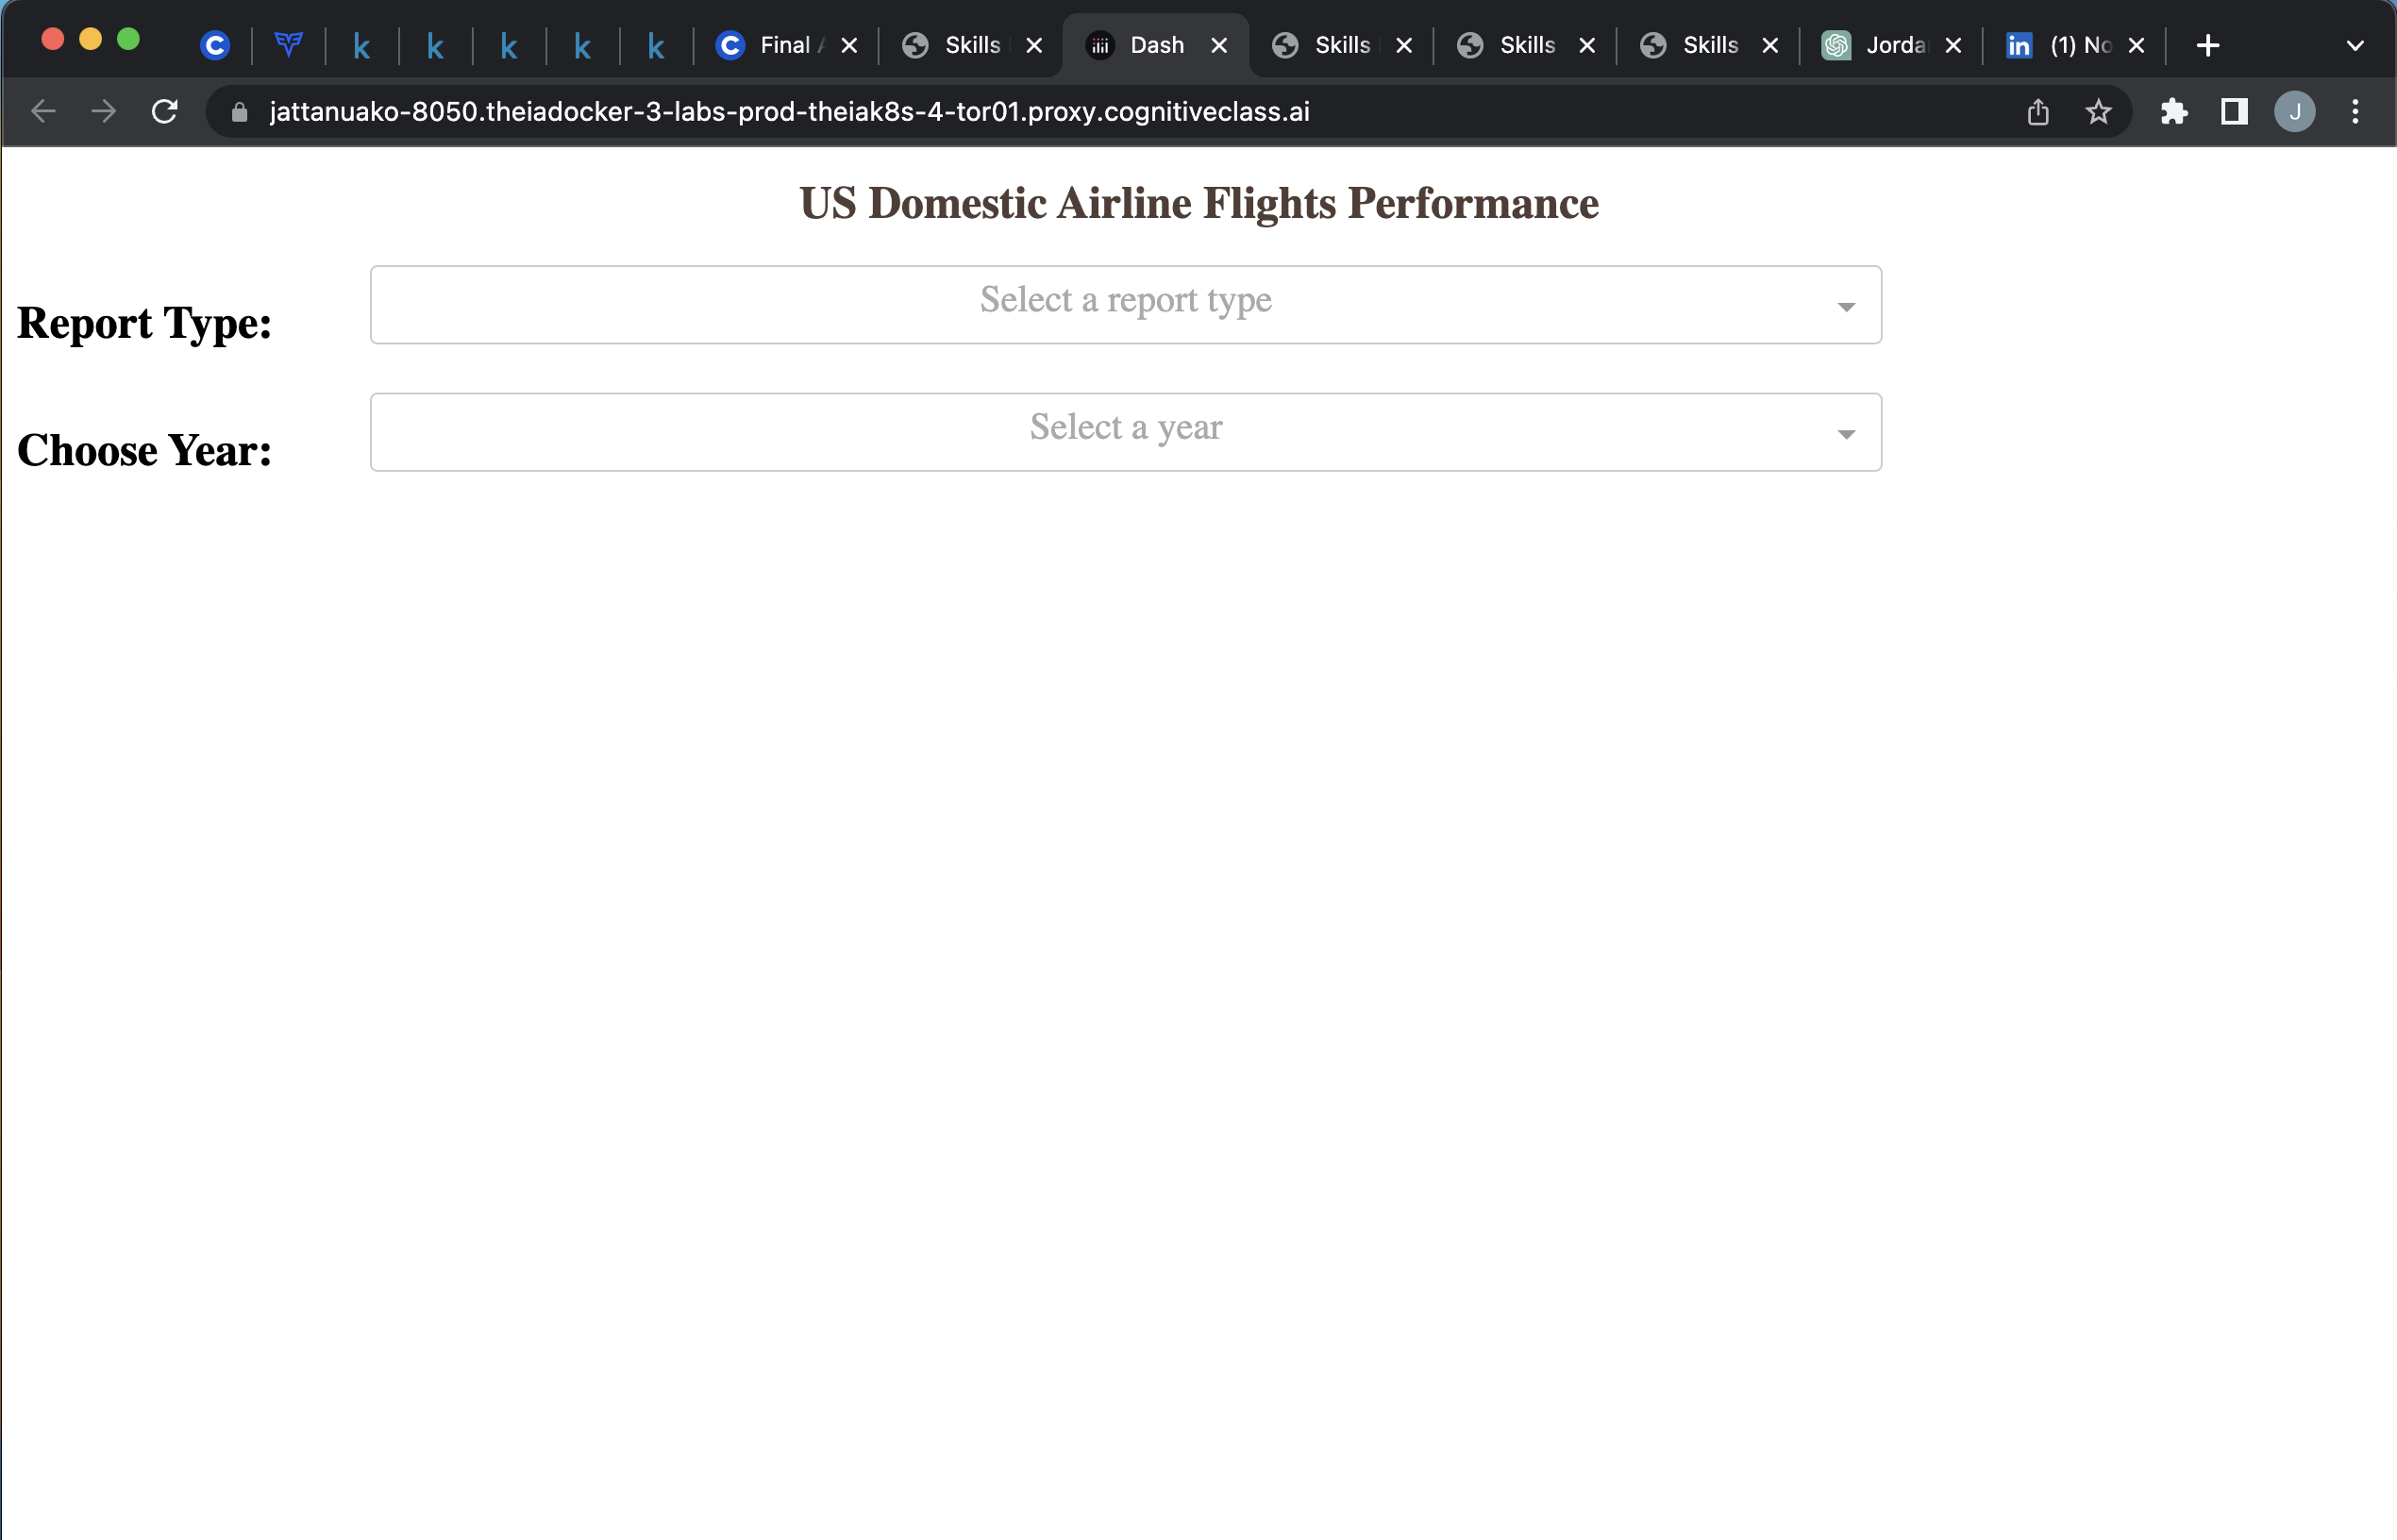 Final
Skills
Dash
Skills
Skills
Skills
Jorda
in (1) No
jattanuako-8050.theiadocker-3-labs-prod-theiak8s-4-tor01.proxy.cognitiveclass.ai
J
US Domestic Airline Flights Performance
Report Type:
Select a report type
Choose Year:
Select a year